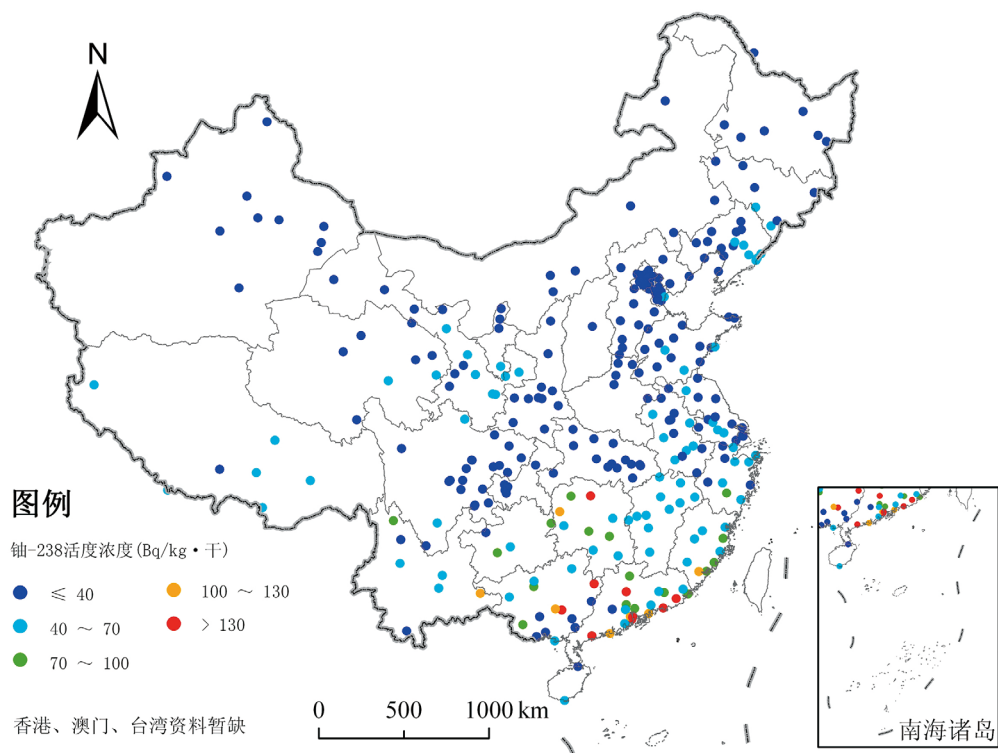 N
图例
铀-238活度浓度(Bq/kg·干)
≤ 40
40 ～ 70
70 ～ 100
100 ～ 130
> 130
香港、澳门、台湾资料暂缺
0 500 1000 km
南海诸岛